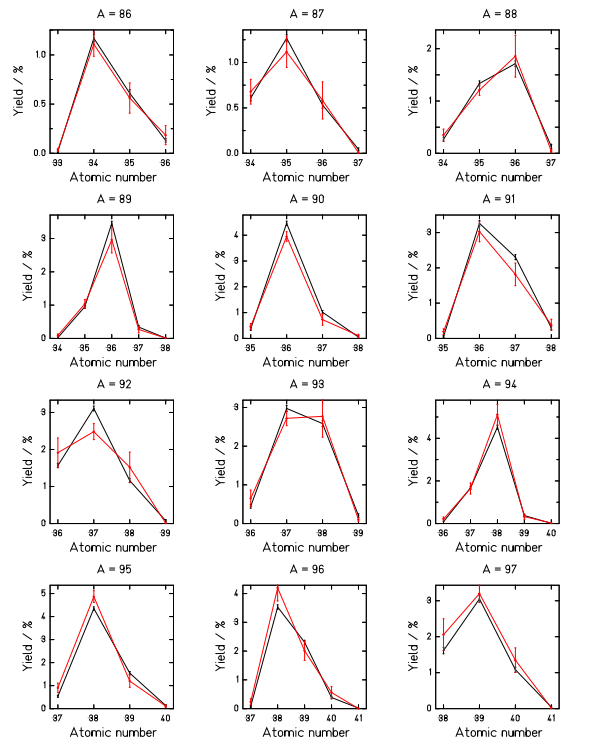 A = 86
Yield / %
1.0
0.5
0.0
33 34 35 36
Atomic number
A = 87
Yield / %
1.0
0.5
0.0
34 35 36 37
Atomic number
A = 88
Yield / %
2
1
0
34 35 36 37
Atomic number
A = 89
Yield / %
3
2
1
0
34 35 36 37 38
Atomic number
A = 90
Yield / %
4
3
2
1
0
35 36 37 38
Atomic number
A = 91
Yield / %
3
2
1
0
35 36 37 38
Atomic number
A = 92
Yield / %
3
2
1
0
36 37 38 39
Atomic number
A = 93
Yield / %
3
2
1
0
36 37 38 39
Atomic number
A = 94
Yield / %
4
2
0
36 37 38 39 40
Atomic number
A = 95
Yield / %
5
4
3
2
1
0
37 38 39 40
Atomic number
A = 96
Yield / %
4
3
2
1
0
37 38 39 40 41
Atomic number
A = 97
Yield / %
3
2
1
0
38 39 40 41
Atomic number